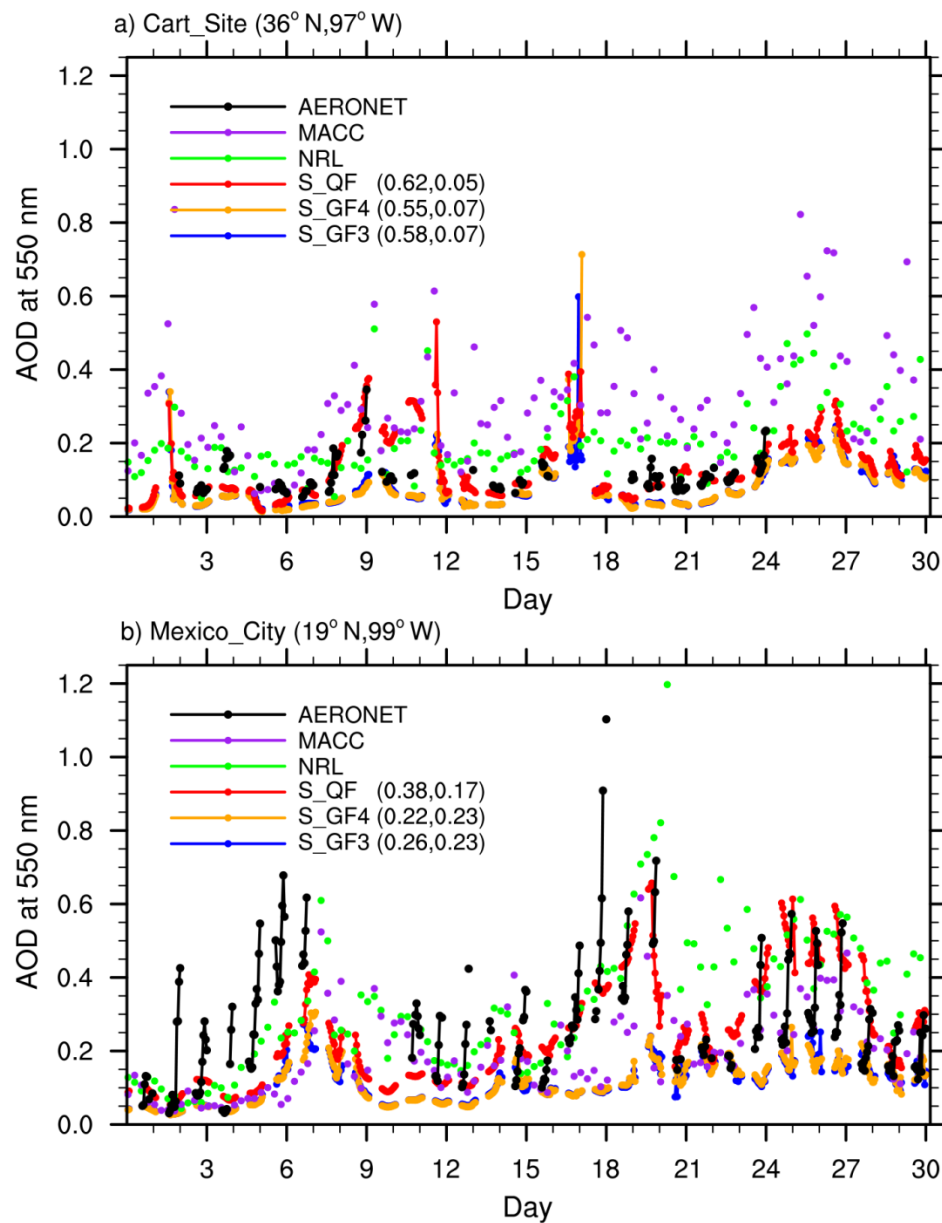 a) Cart_Site (36° N,97° W)
1.2
1.0
0.8
0.6
0.4
0.2
0.0
AOD at 550 nm
AERONET
MACC
NRL
S_QF (0.62,0.05)
S_GF4 (0.55,0.07)
S_GF3 (0.58,0.07)
3 6 9 12 15 18 21 24 27 30
Day
b) Mexico_City (19° N,99° W)
1.2
1.0
0.8
0.6
0.4
0.2
0.0
AOD at 550 nm
AERONET
MACC
NRL
S_QF (0.38,0.17)
S_GF4 (0.22,0.23)
S_GF3 (0.26,0.23)
3 6 9 12 15 18 21 24 27 30
Day